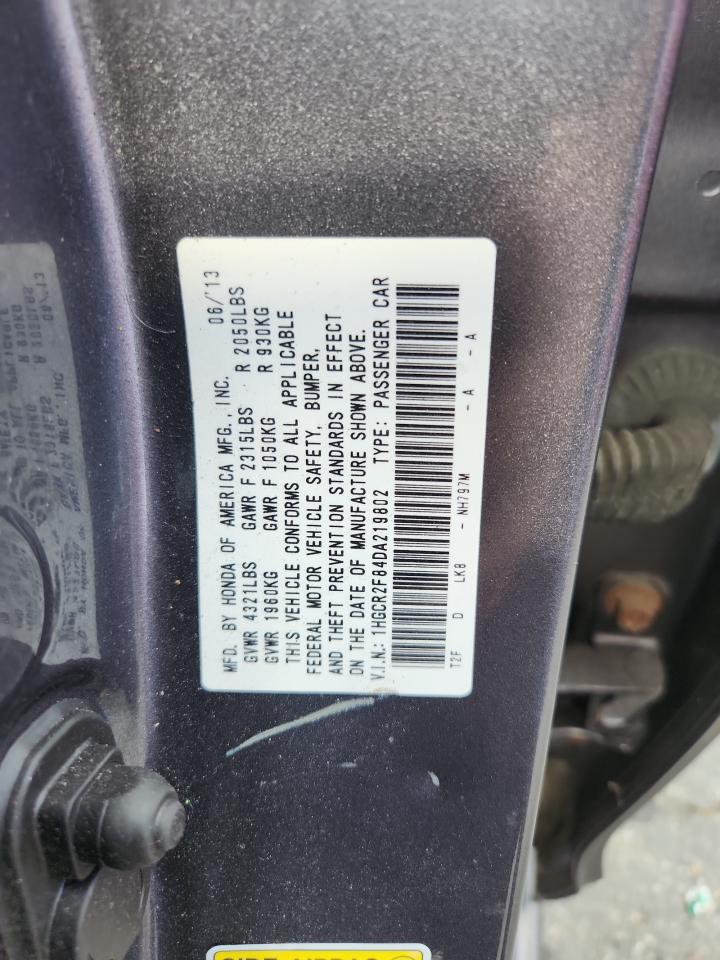 MFD. BY HONDA OF AMERICA MFG., INC. 06/'13
GVWR 4321LBS GAWR F 2315LBS R 2050LBS
GVWR 1960KG GAWR F 1050KG R 930KG
THIS VEHICLE CONFORMS TO ALL APPLICABLE
FEDERAL MOTOR VEHICLE SAFETY, BUMPER,
AND THEFT PREVENTION STANDARDS IN EFFECT
ON THE DATE OF MANUFACTURE SHOWN ABOVE.
V.I.N.: 1HGCR2F84DA219802 TYPE: PASSENGER CAR
T2F D LK8 - NH797M - A - A